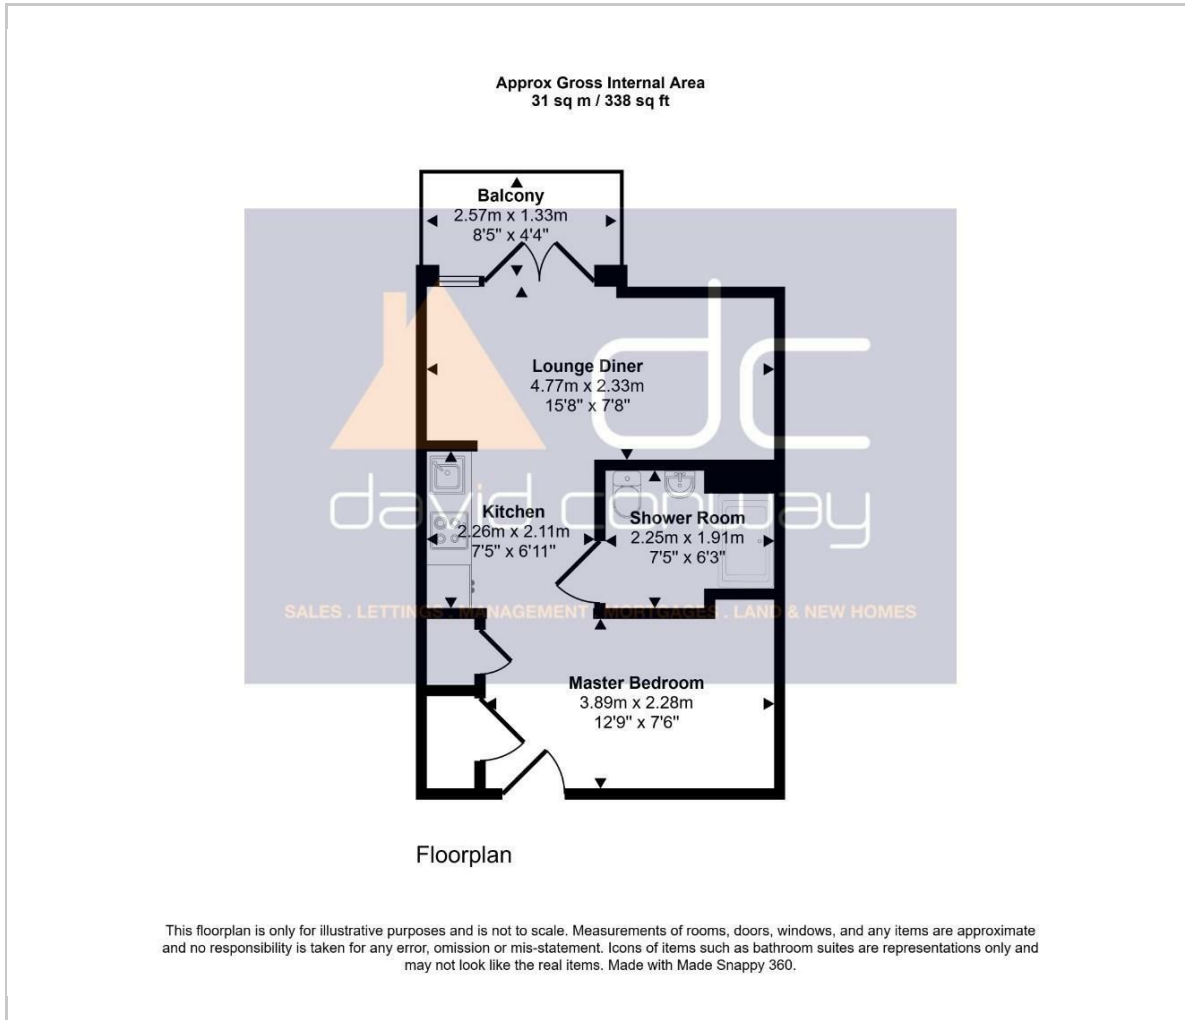 Approx Gross Internal Area
31 sq m / 338 sq ft
Balcony
2.57m x 1.33m
8'5" x 4'4"
Lounge Diner
4.77m x 2.33m
15'8" x 7'8"
dc
david conway
Kitchen
2.26m x 2.11m
7'5" x 6'11"
Shower Room
2.25m x 1.91m
7'5" x 6'3"
SALES . LETTINGS . MANAGEMENT . MORTGAGES . LAND & NEW HOMES
Master Bedroom
3.89m x 2.28m
12'9" x 7'6"
Floorplan
This floorplan is only for illustrative purposes and is not to scale. Measurements of rooms, doors, windows, and any items are approximate
and no responsibility is taken for any error, omission or mis-statement. Icons of items such as bathroom suites are representations only and
may not look like the real items. Made with Made Snappy 360.